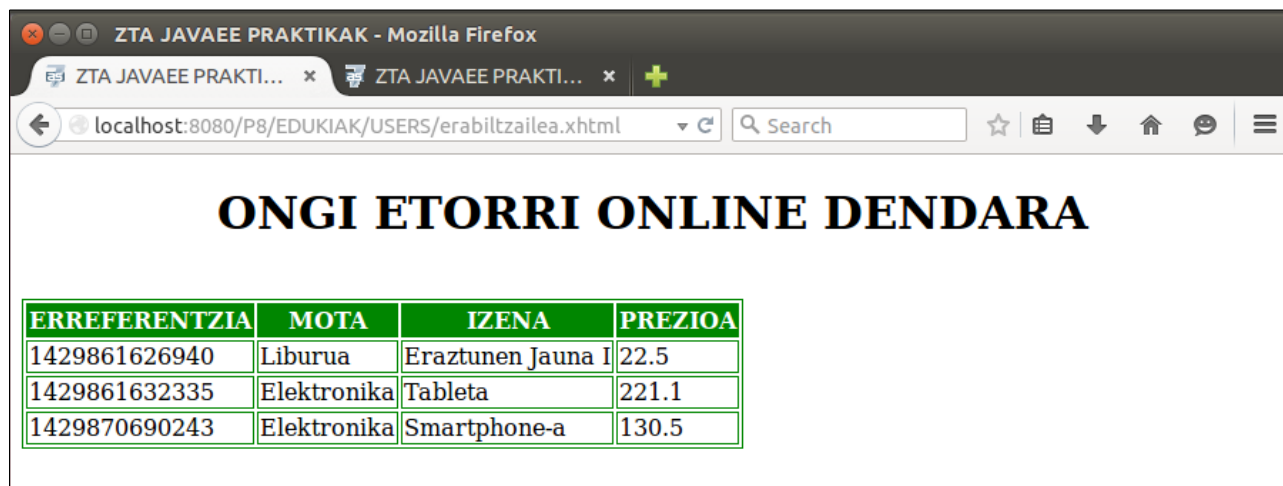 ZTA JAVAEE PRAKTIKAK - Mozilla Firefox
ZTA JAVAEE PRAKTI... ZTA JAVAEE PRAKTI...
localhost:8080/P8/EDUKIAK/USERS/erabiltzailea.xhtml Search
ONGI ETORRI ONLINE DENDARA
ERREFERENTZIA MOTA IZENA PREZIOA
1429861626940 Liburua Eraztunen Jauna I 22.5
1429861632335 Elektronika Tableta 221.1
1429870690243 Elektronika Smartphone-a 130.5